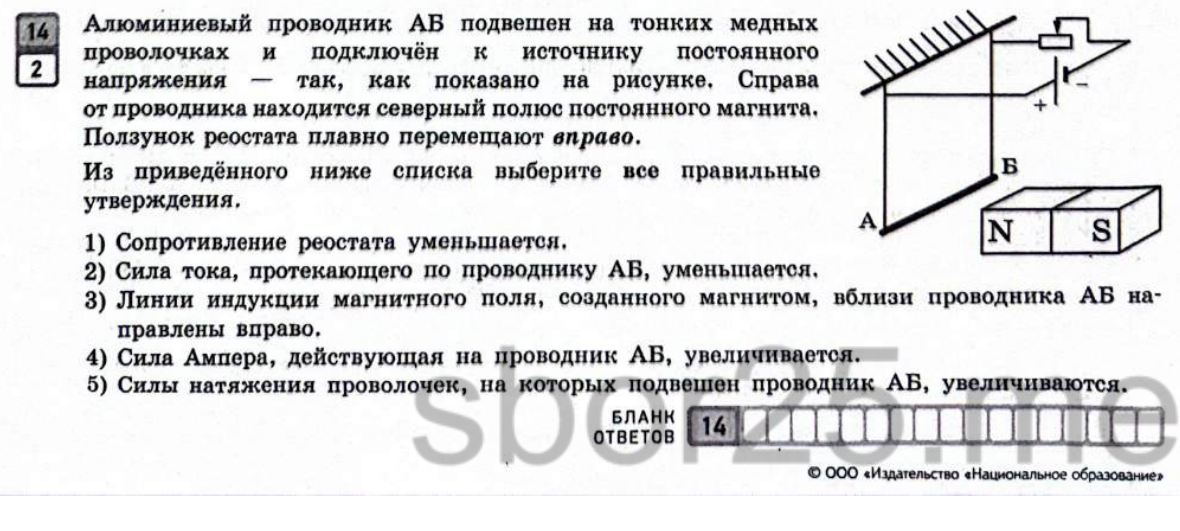 14
2
Алюминиевый проводник АБ подвешен на тонких медных
проволочках и подключён к источнику постоянного
напряжения — так, как показано на рисунке. Справа
от проводника находится северный полюс постоянного магнита.
Ползунок реостата плавно перемещают вправо.
Из приведённого ниже списка выберите все правильные
утверждения.
+
−
Б
А
N S
1) Сопротивление реостата уменьшается.
2) Сила тока, протекающего по проводнику АБ, уменьшается.
3) Линии индукции магнитного поля, созданного магнитом, вблизи проводника АБ на-
правлены вправо.
4) Сила Ампера, действующая на проводник АБ, увеличивается.
5) Силы натяжения проволочек, на которых подвешен проводник АБ, увеличиваются.
БЛАНК
ОТВЕТОВ
14
sbor25.me
© ООО «Издательство «Национальное образование»